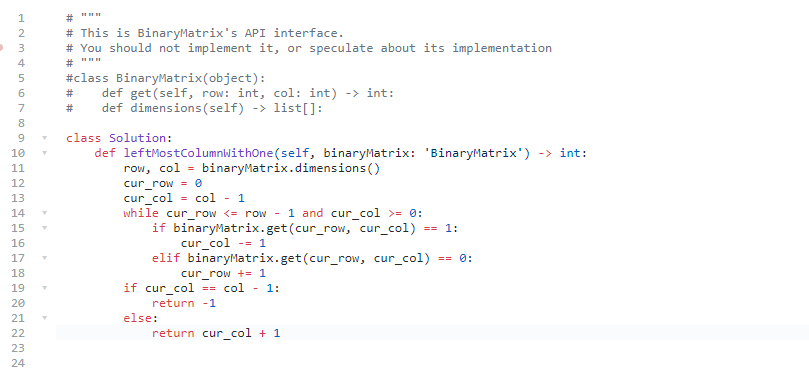 1 # """
2 # This is BinaryMatrix's API interface.
3 # You should not implement it, or speculate about its implementation
4 # """
5 #class BinaryMatrix(object):
6 #    def get(self, row: int, col: int) -> int:
7 #    def dimensions(self) -> list[]:
8
9 class Solution:
10     def leftMostColumnWithOne(self, binaryMatrix: 'BinaryMatrix') -> int:
11         row, col = binaryMatrix.dimensions()
12         cur_row = 0
13         cur_col = col - 1
14         while cur_row <= row - 1 and cur_col >= 0:
15             if binaryMatrix.get(cur_row, cur_col) == 1:
16                 cur_col -= 1
17             elif binaryMatrix.get(cur_row, cur_col) == 0:
18                 cur_row += 1
19         if cur_col == col - 1:
20             return -1
21         else:
22             return cur_col + 1
23
24